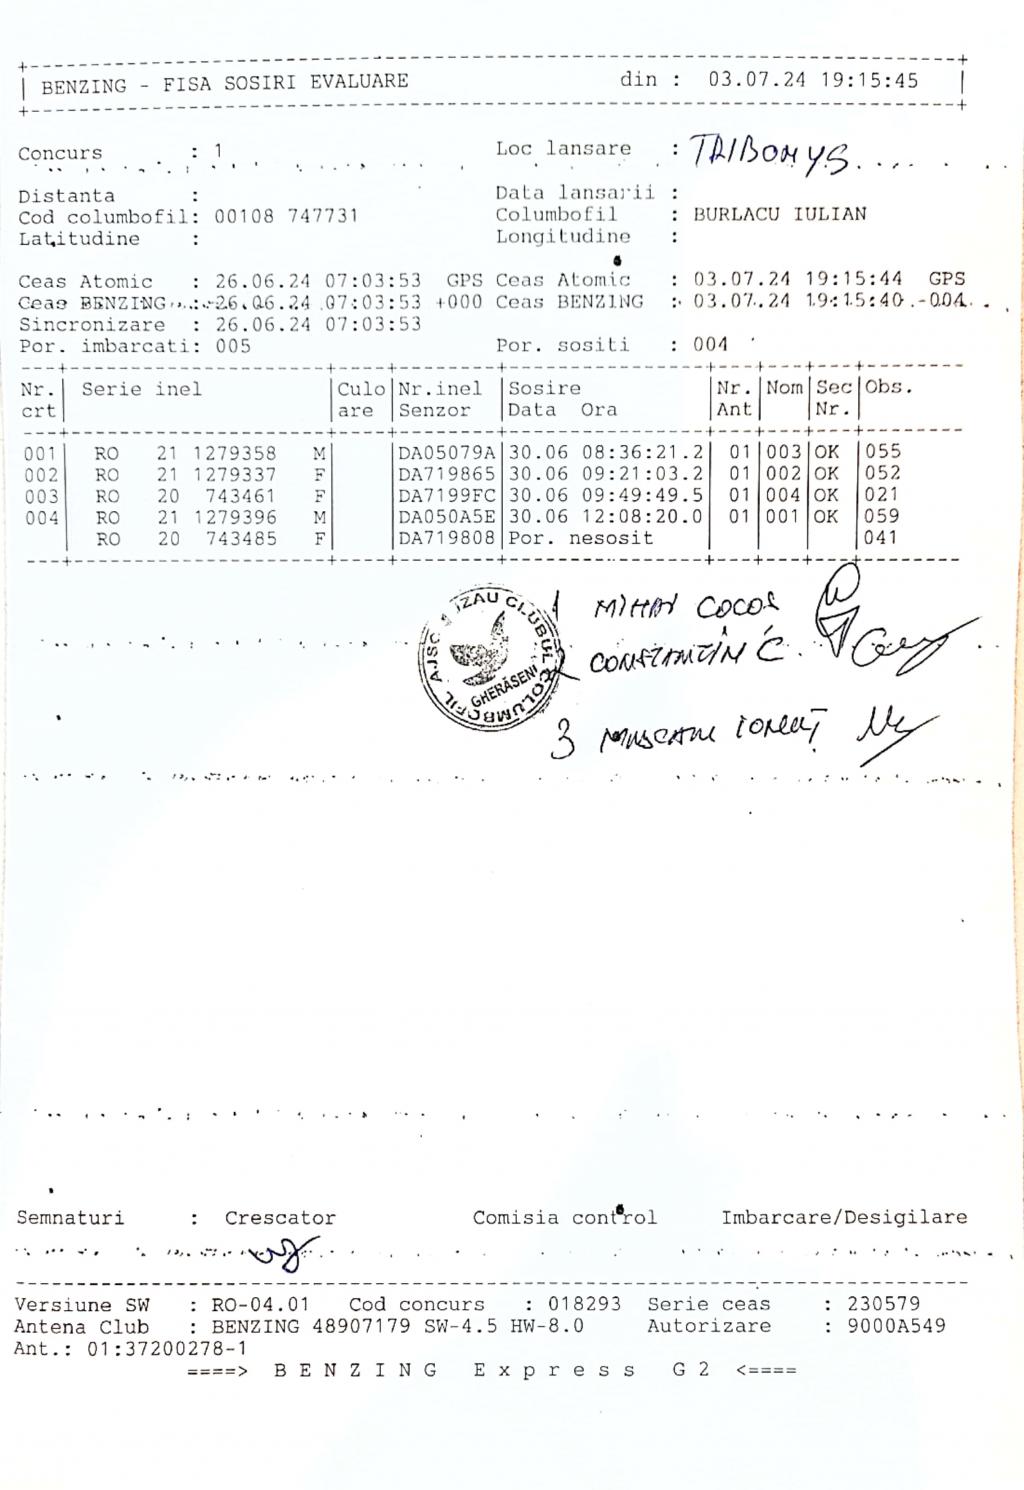 BENZING - FISA SOSIRI EVALUARE din : 03.07.24 19:15:45
Concurs : 1 Loc lansare :
Distanta : Data lansarii :
Cod columbofil: 00108 747731 Columbofil : BURLACU IULIAN
Latitudine : Longitudine :
Ceas Atomic : 26.06.24 07:03:53 GPS Ceas Atomic : 03.07.24 19:15:44 GPS
Ceas BENZING : 26.06.24 07:03:53 +000 Ceas BENZING : 03.07.24 19:15:40 -004
Sincronizare : 26.06.24 07:03:53
Por. imbarcati: 005 Por. sositi : 004
Nr. Serie inel Culo Nr.inel Sosire Nr. Nom Sec Obs.
crt are Senzor Data Ora Ant Nr.
001 RO 21 1279358 M DA05079A 30.06 08:36:21.2 01 003 OK 055
002 RO 21 1279337 F DA719865 30.06 09:21:03.2 01 002 OK 052
003 RO 20 743461 F DA7199FC 30.06 09:49:49.5 01 004 OK 021
004 RO 21 1279396 M DA050A5E 30.06 12:08:20.0 01 001 OK 059
RO 20 743485 F DA719808 Por. nesosit 041
CLUBUL COLUMBOFIL
GHERĂSENI
1 MIHAI COCOS
CONSTANTIN C.
3 IONUȚ
Semnaturi : Crescator Comisia control Imbarcare/Desigilare
Versiune SW : RO-04.01 Cod concurs : 018293 Serie ceas : 230579
Antena Club : BENZING 48907179 SW-4.5 HW-8.0 Autorizare : 9000A549
Ant.: 01:37200278-1
====> B E N Z I N G E x p r e s s G 2 <====